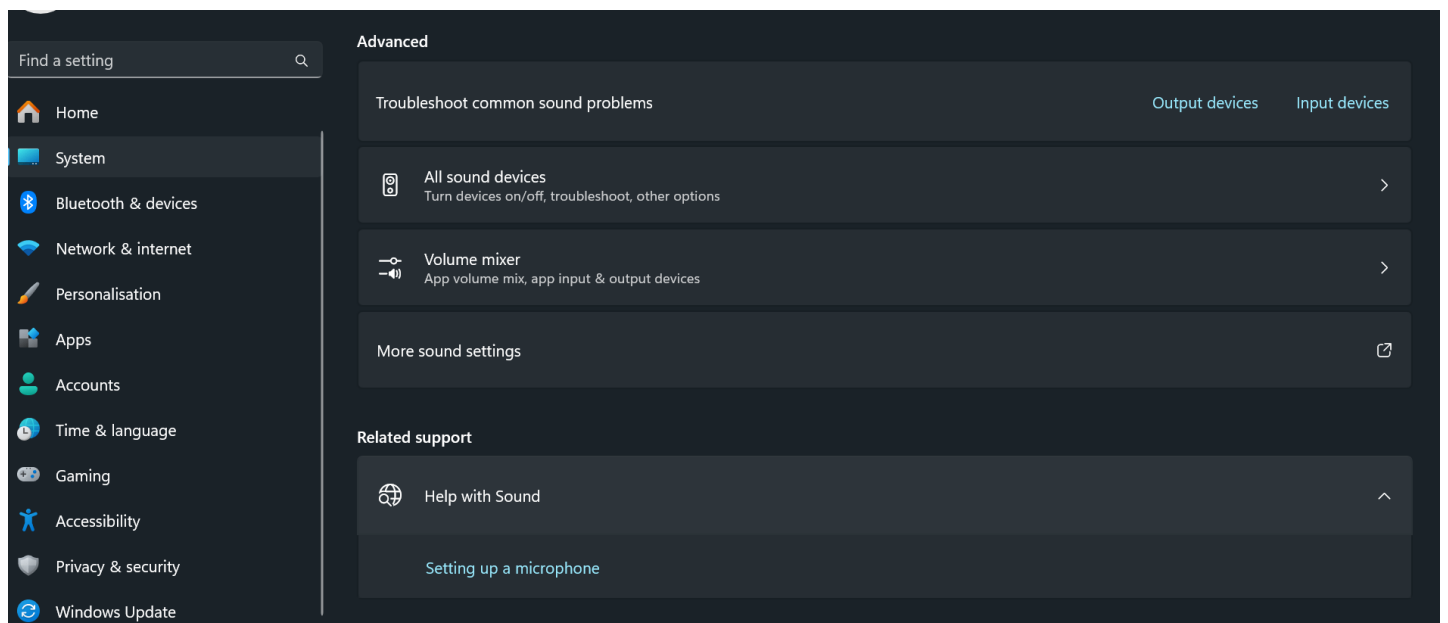 Find a setting
Home
System
Bluetooth & devices
Network & internet
Personalisation
Apps
Accounts
Time & language
Gaming
Accessibility
Privacy & security
Windows Update
Advanced
Troubleshoot common sound problems
Output devices
Input devices
All sound devices
Turn devices on/off, troubleshoot, other options
Volume mixer
App volume mix, app input & output devices
More sound settings
Related support
Help with Sound
Setting up a microphone